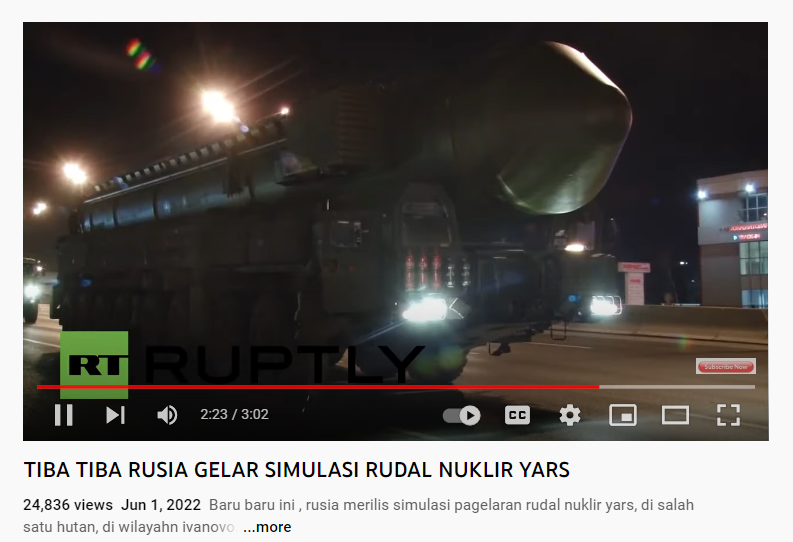 RT RUPTLY
Subscribe Now
2:23 / 3:02
CC
TIBA TIBA RUSIA GELAR SIMULASI RUDAL NUKLIR YARS
24,836 views Jun 1, 2022 Baru baru ini , rusia merilis simulasi pagelaran rudal nuklir yars, di salah
satu hutan, di wilayahn ivanovo ...more